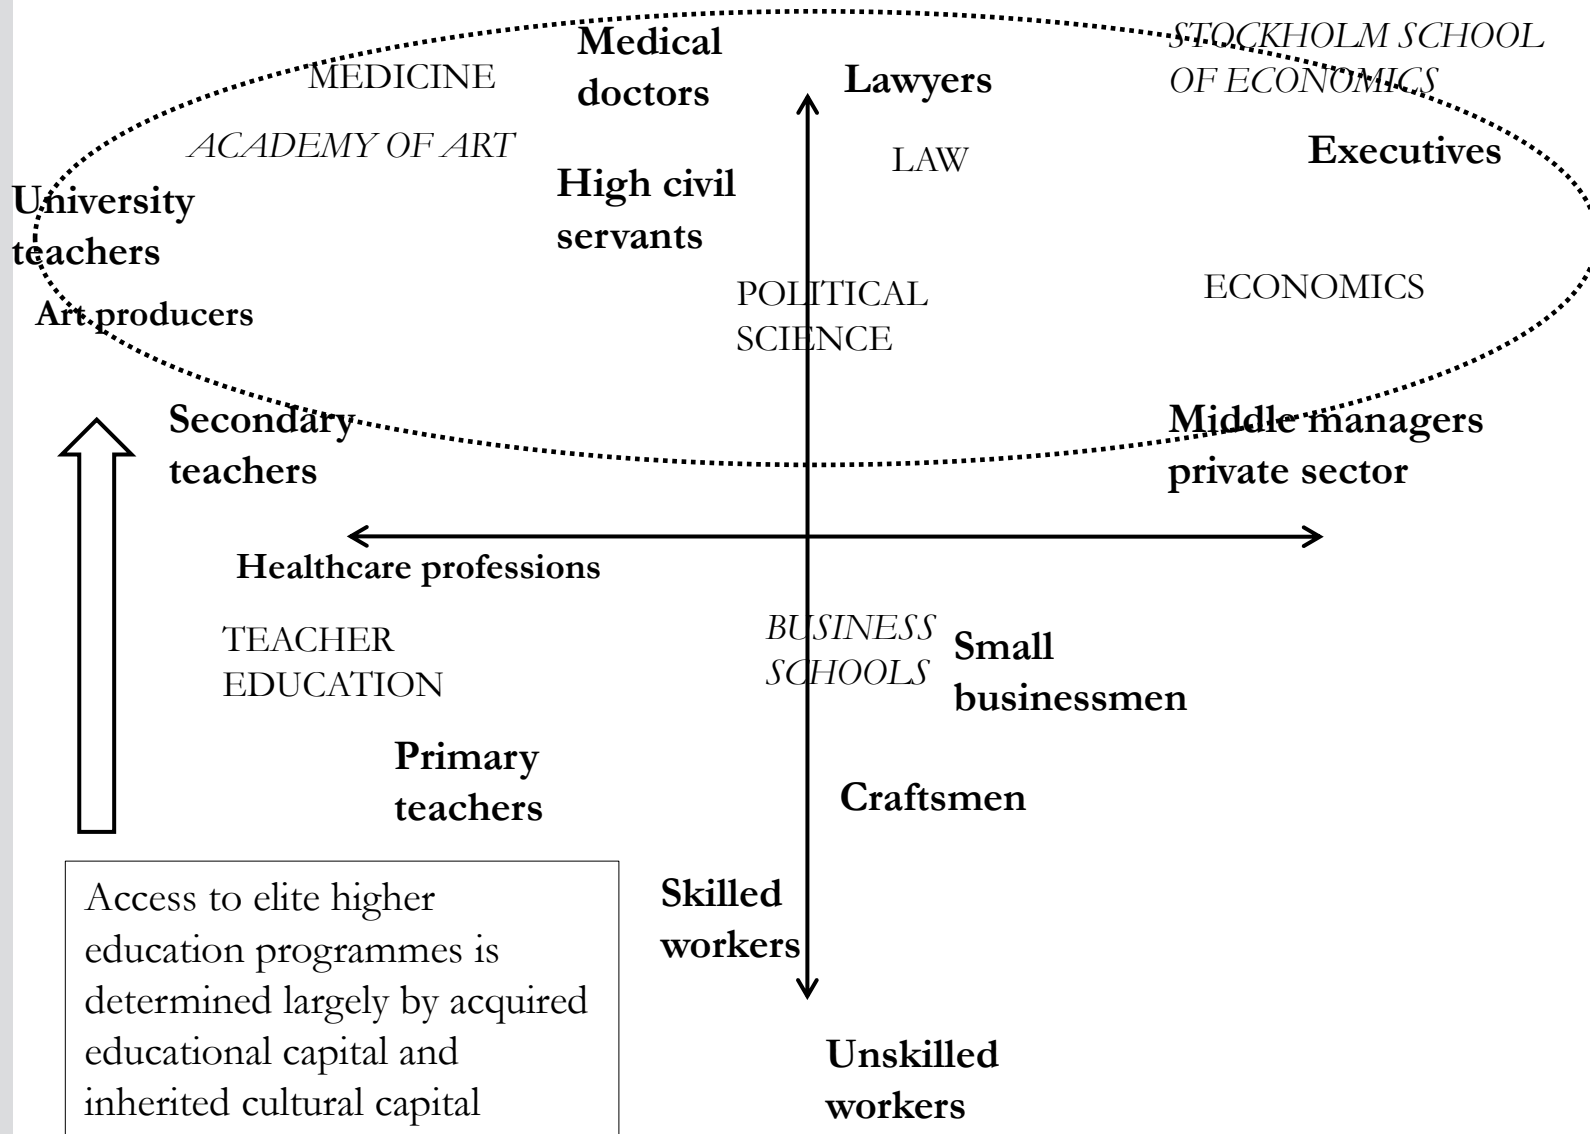 Medical
doctors
MEDICINE
Lawyers
STOCKHOLM SCHOOL
OF ECONOMICS
ACADEMY OF ART
LAW
Executives
University
teachers
High civil
servants
Art producers
POLITICAL
SCIENCE
ECONOMICS
Secondary
teachers
Middle managers
private sector
Healthcare professions
TEACHER
EDUCATION
BUSINESS
SCHOOLS
Small
businessmen
Primary
teachers
Craftsmen
Access to elite higher
education programmes is
determined largely by acquired
educational capital and
inherited cultural capital
Skilled
workers
Unskilled
workers